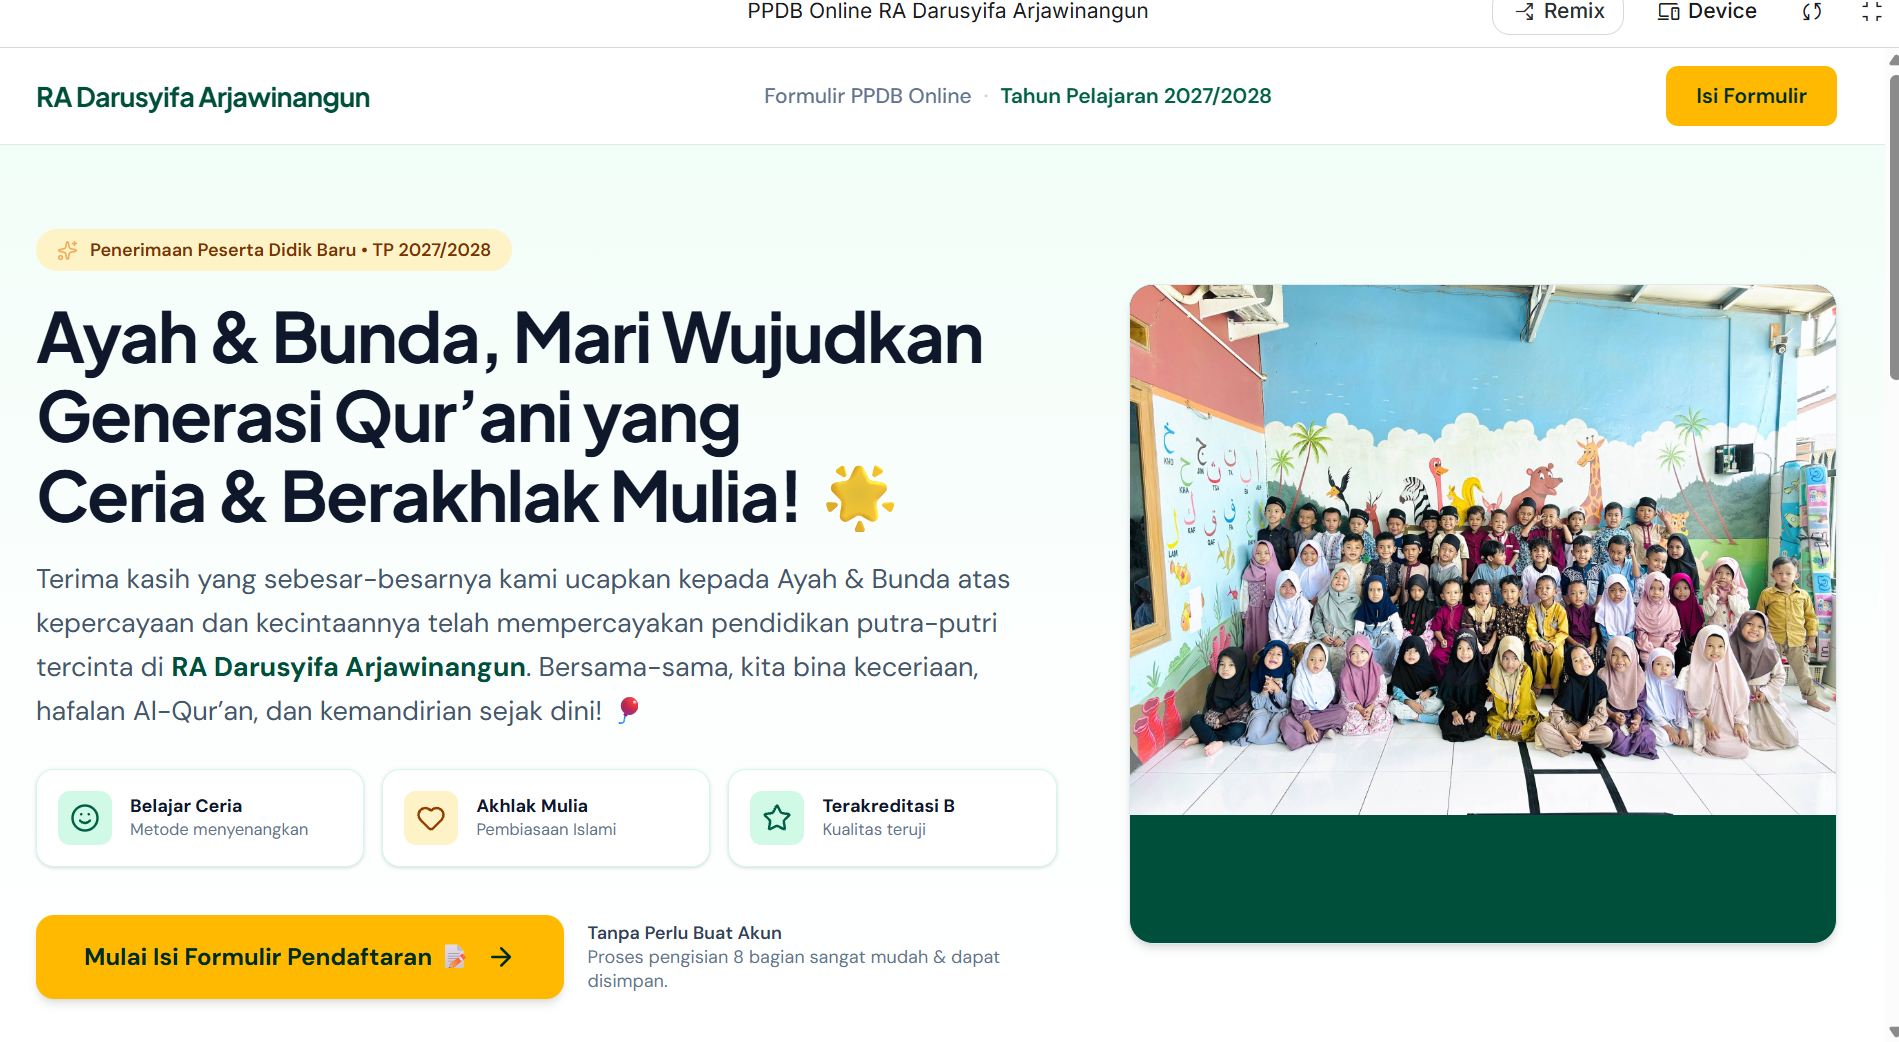 PPDB Online RA Darusyifa Arjawinangun
Remix
Device
RA Darusyifa Arjawinangun
Formulir PPDB Online · Tahun Pelajaran 2027/2028
Isi Formulir
Penerimaan Peserta Didik Baru • TP 2027/2028
Ayah & Bunda, Mari Wujudkan
Generasi Qur’ani yang
Ceria & Berakhlak Mulia! 🌟
Terima kasih yang sebesar-besarnya kami ucapkan kepada Ayah & Bunda atas
kepercayaan dan kecintaannya telah mempercayakan pendidikan putra-putri
tercinta di RA Darusyifa Arjawinangun. Bersama-sama, kita bina keceriaan,
hafalan Al-Qur’an, dan kemandirian sejak dini! 🎈
Belajar Ceria
Metode menyenangkan
Akhlak Mulia
Pembiasaan Islami
Terakreditasi B
Kualitas teruji
Mulai Isi Formulir Pendaftaran 📝 →
Tanpa Perlu Buat Akun
Proses pengisian 8 bagian sangat mudah & dapat
disimpan.
خ
KHO
ج
JIM
ل
LAM
ق
QAF
ف